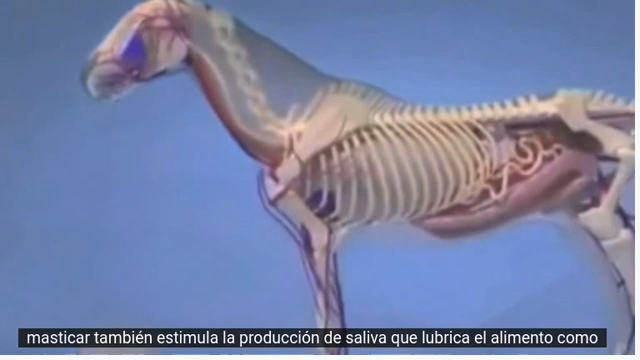 masticar también estimula la producción de saliva que lubrica el alimento como